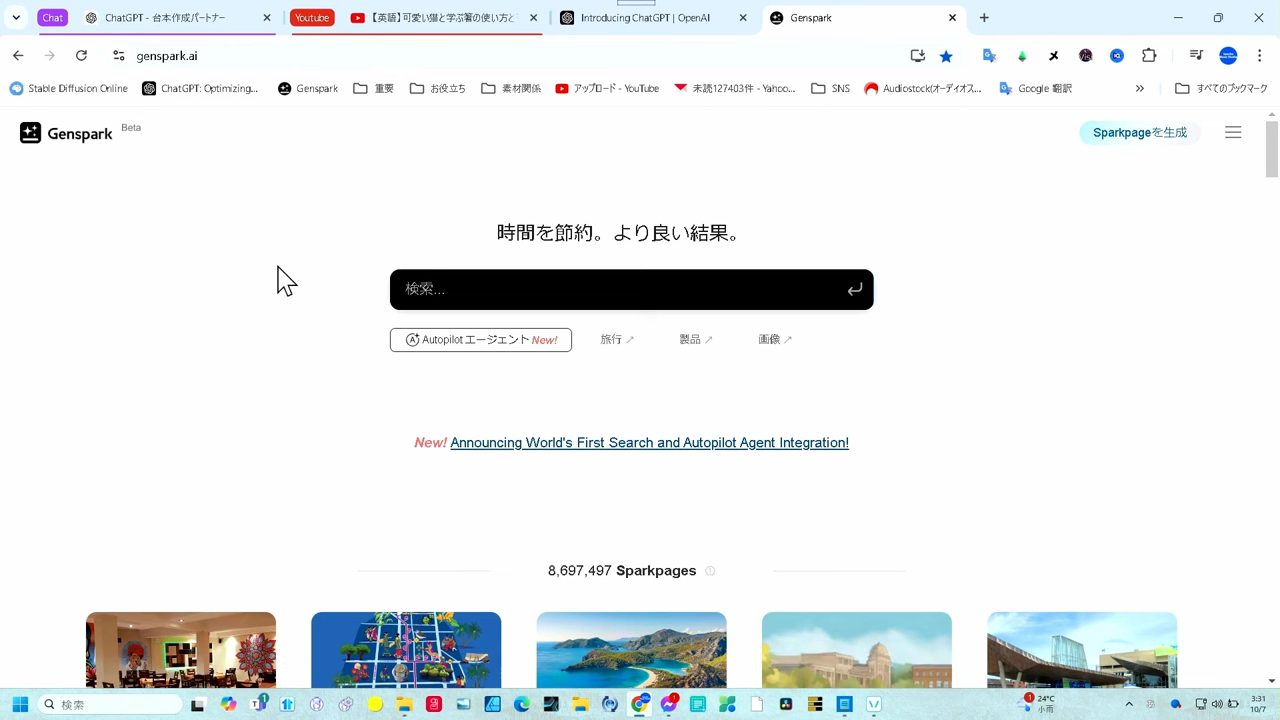 Chat
ChatGPT - 台本作成パートナー
Youtube
【英語】可愛い猫と学ぶ箸の使い方と
Introducing ChatGPT | OpenAI
Genspark
genspark.ai
Stable Diffusion Online
ChatGPT: Optimizing...
Genspark
重要
お役立ち
素材関係
アップロード - YouTube
未読127403件 - Yahoo...
SNS
Audiostock(オーディオス...
Google 翻訳
すべてのブックマーク
Genspark Beta
Sparkpageを生成
時間を節約。より良い結果。
検索...
Autopilot エージェント New!
旅行
製品
画像
New! Announcing World's First Search and Autopilot Agent Integration!
8,697,497 Sparkpages
検索
24°C
小雨
3:31
10/7